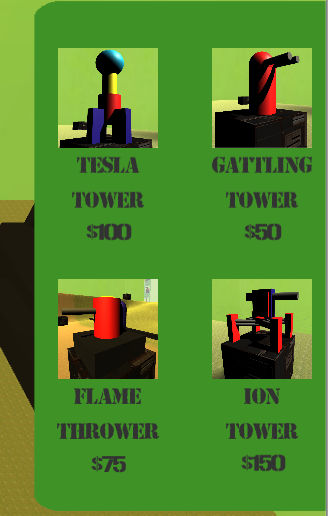 TESLA
TOWER
$100
GATTLING
TOWER
$50
FLAME
THROWER
$75
ION
TOWER
$150